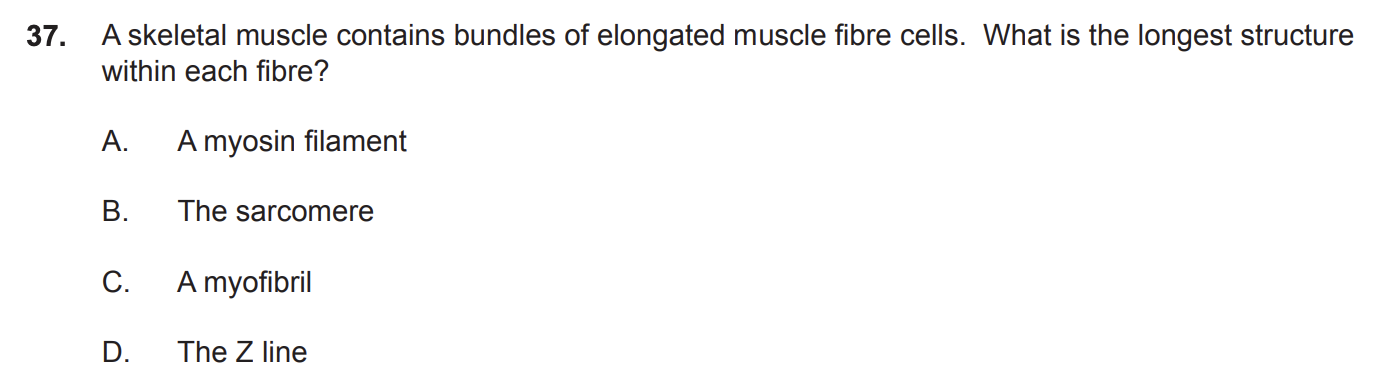 37. A skeletal muscle contains bundles of elongated muscle fibre cells. What is the longest structure
within each fibre?
A. A myosin filament
B. The sarcomere
C. A myofibril
D. The Z line